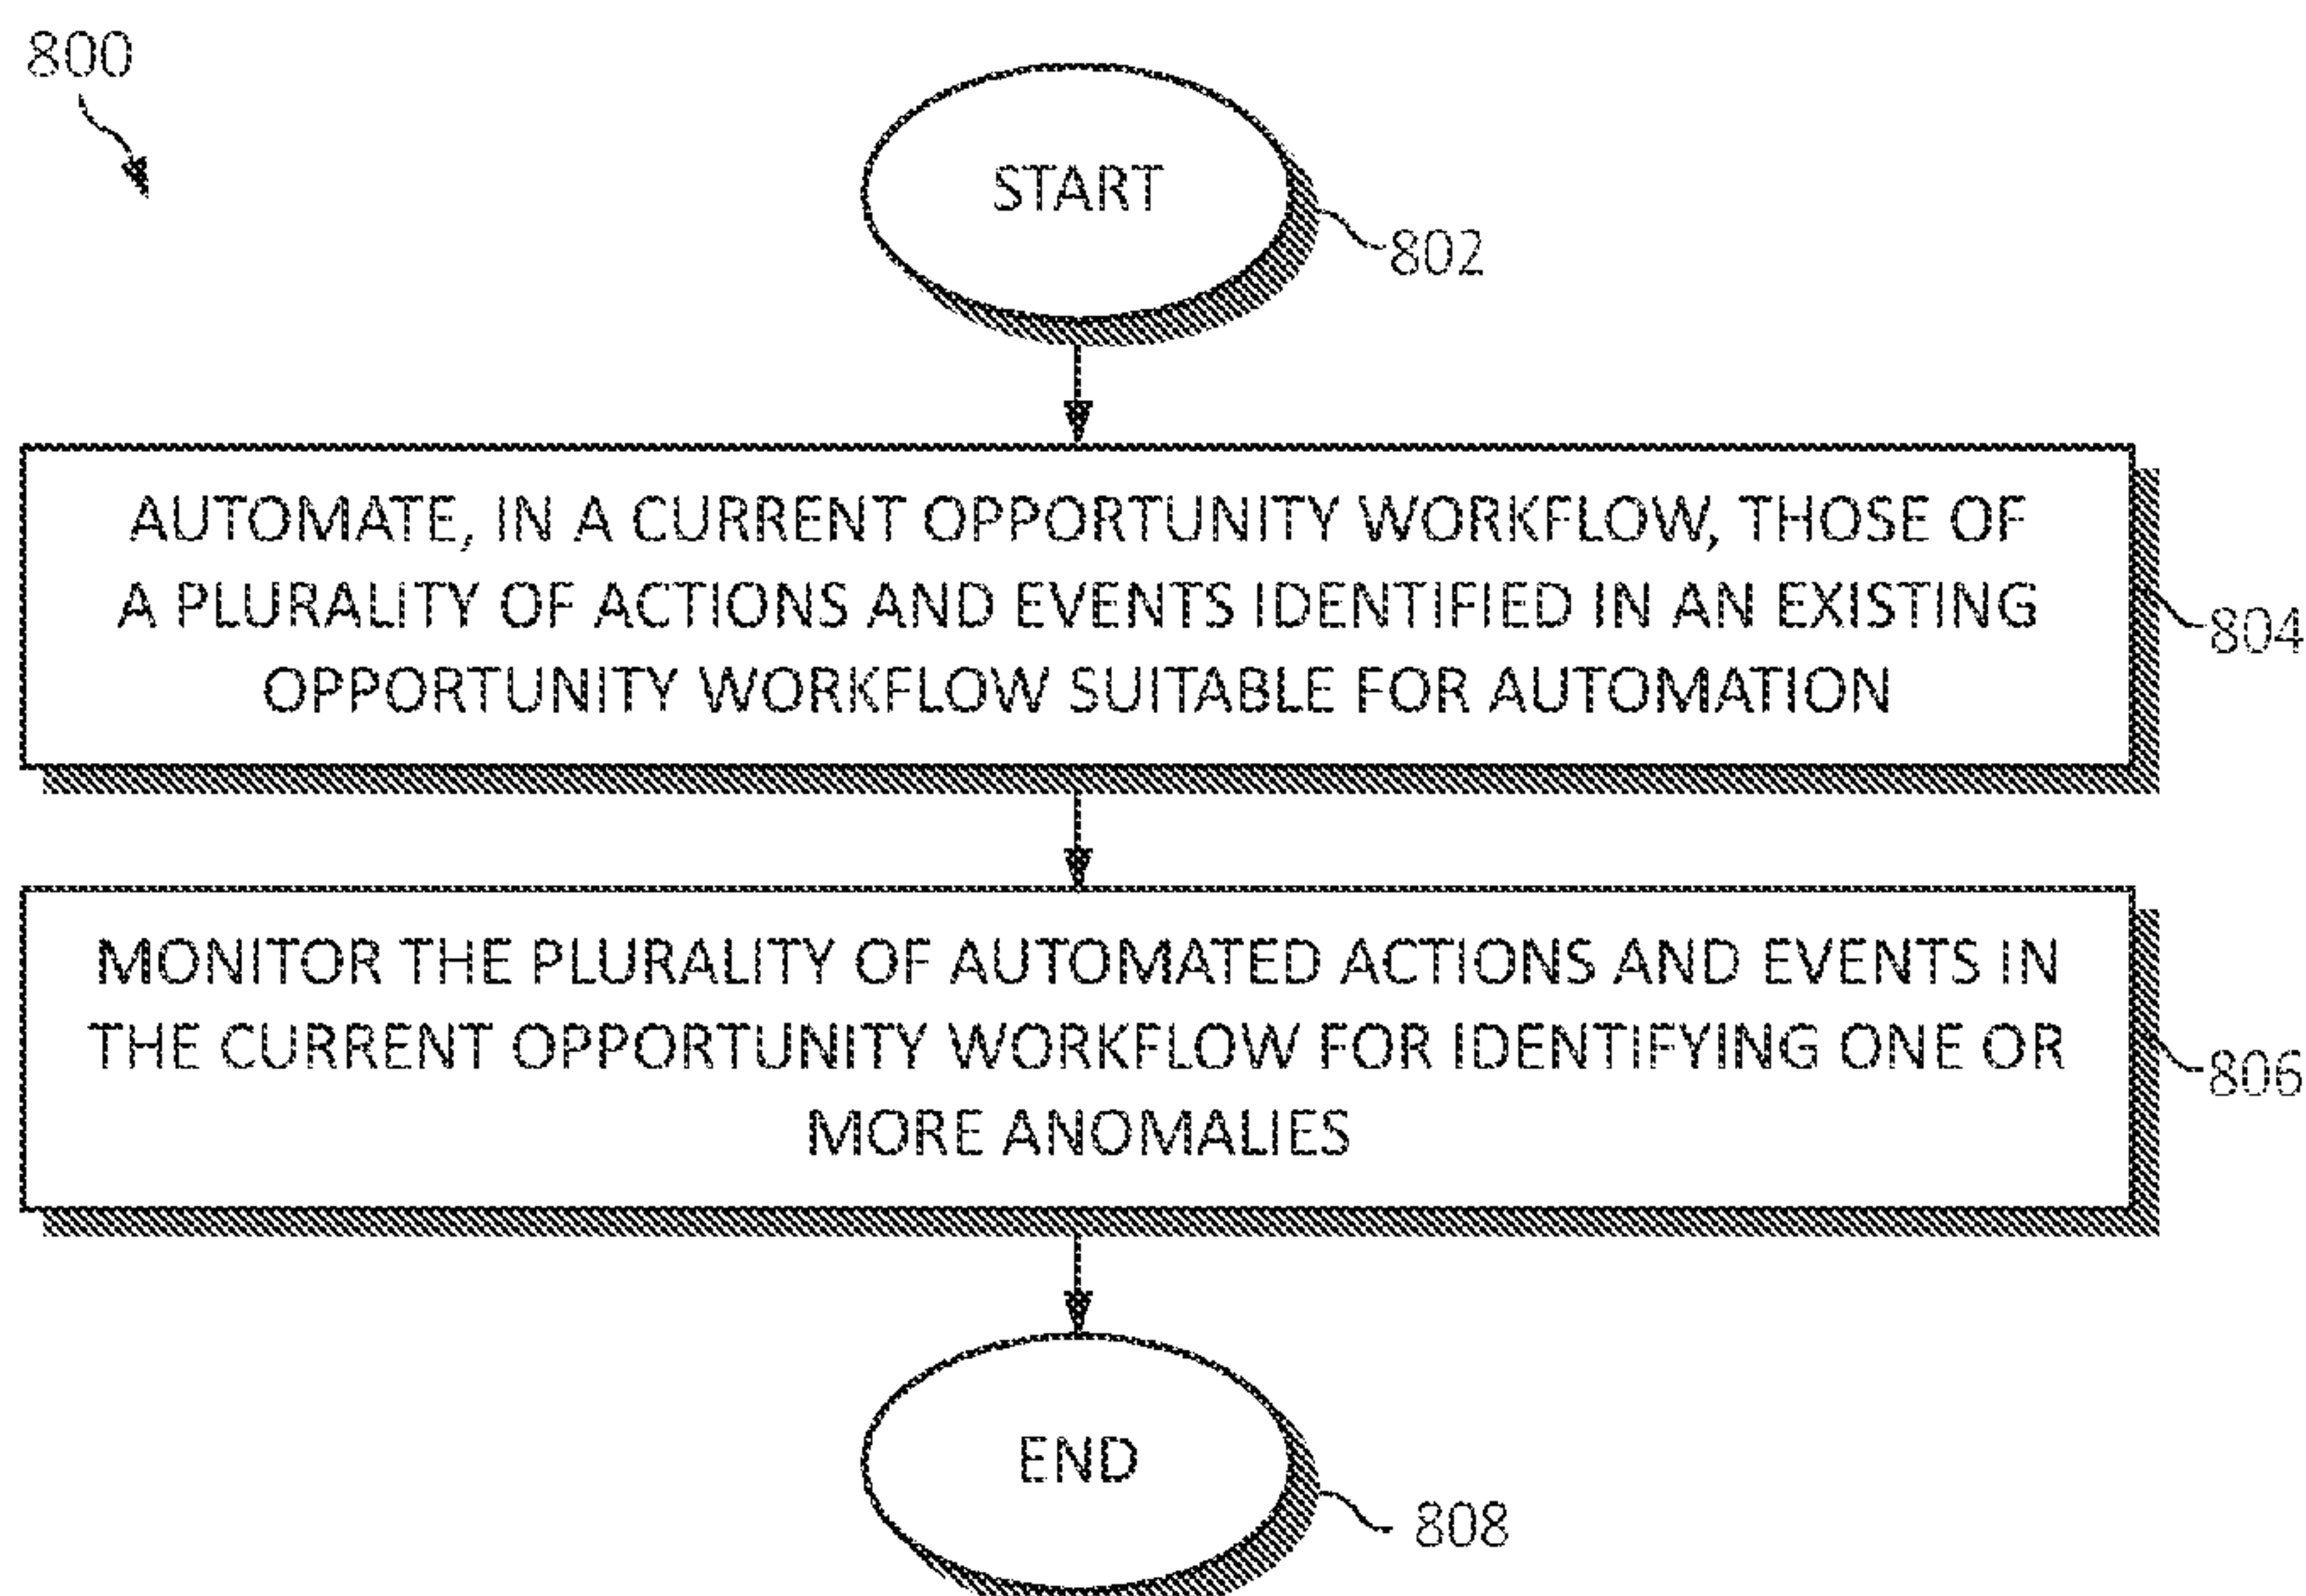 800
START
802
AUTOMATE, IN A CURRENT OPPORTUNITY WORKFLOW, THOSE OF
A PLURALITY OF ACTIONS AND EVENTS IDENTIFIED IN AN EXISTING
OPPORTUNITY WORKFLOW SUITABLE FOR AUTOMATION
804
MONITOR THE PLURALITY OF AUTOMATED ACTIONS AND EVENTS IN
THE CURRENT OPPORTUNITY WORKFLOW FOR IDENTIFYING ONE OR
MORE ANOMALIES
806
END
808